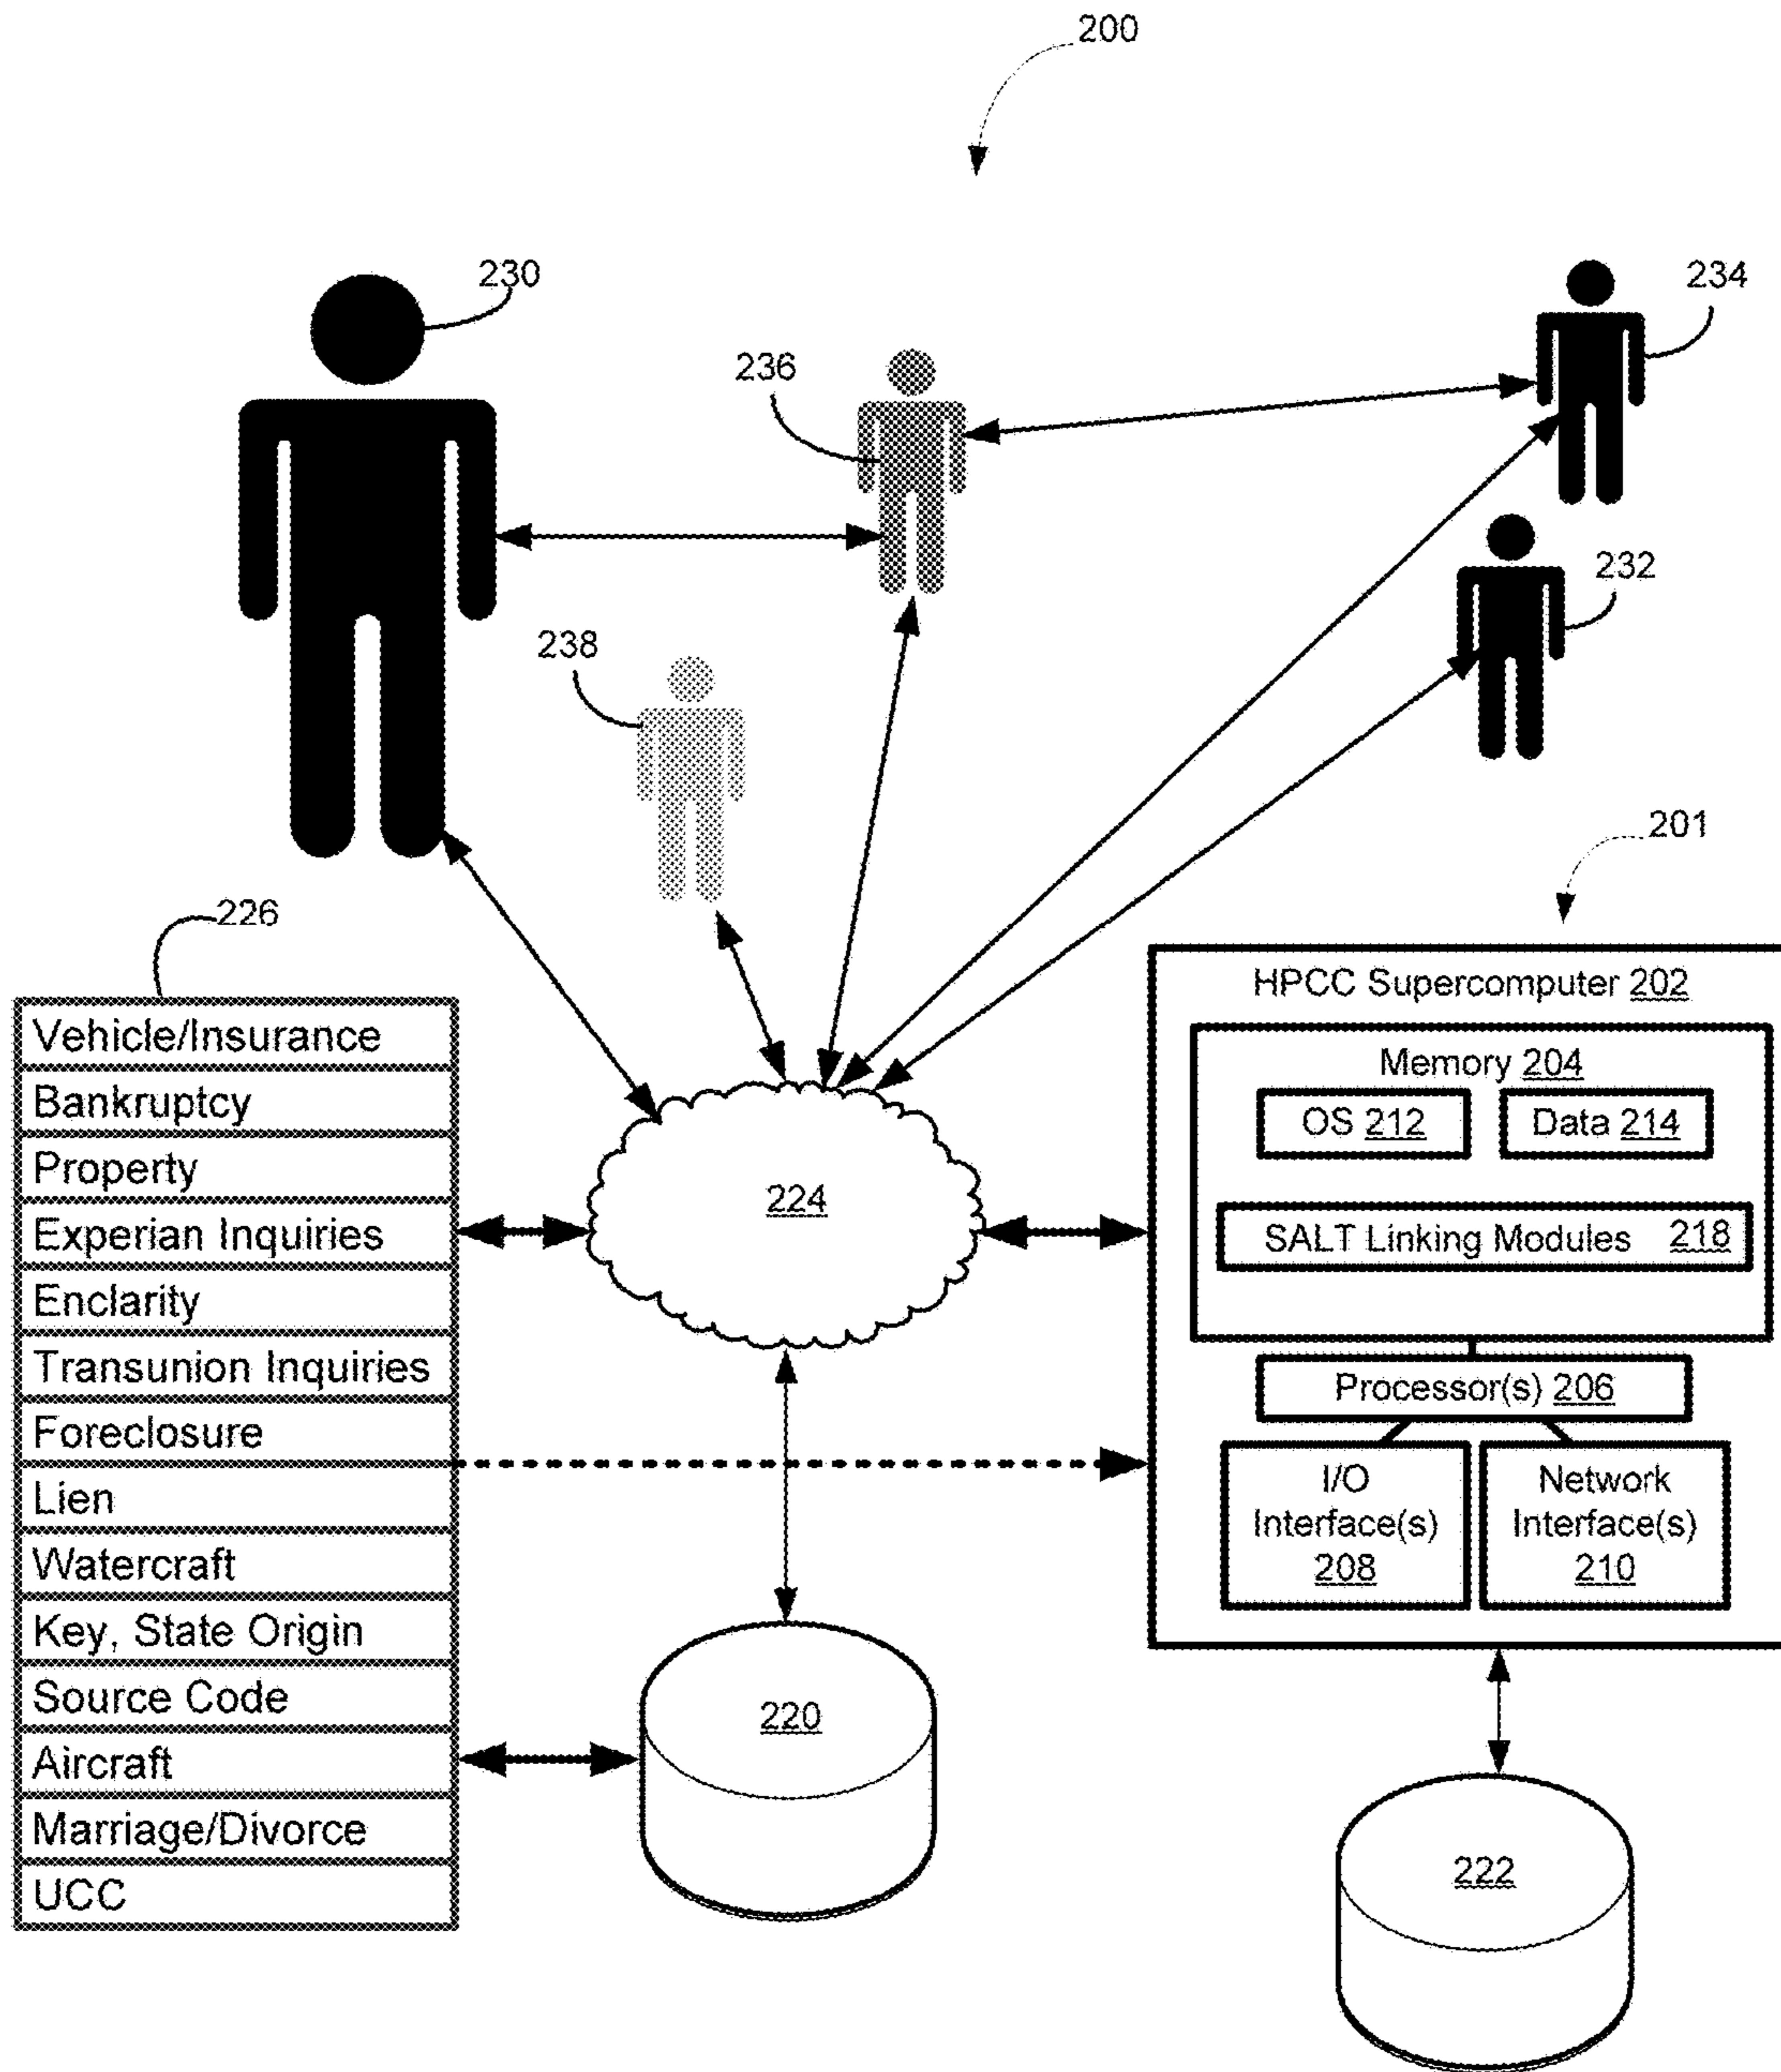 200
230
234
236
232
238
201
226
HPCC Supercomputer 202
Memory 204
OS 212
Data 214
SALT Linking Modules 218
Processor(s) 206
I/O
Interface(s)
208
Network
Interface(s)
210
Vehicle/Insurance
Bankruptcy
Property
Experian Inquiries
Enclarity
Transunion Inquiries
Foreclosure
Lien
Watercraft
Key, State Origin
Source Code
Aircraft
Marriage/Divorce
UCC
224
220
222